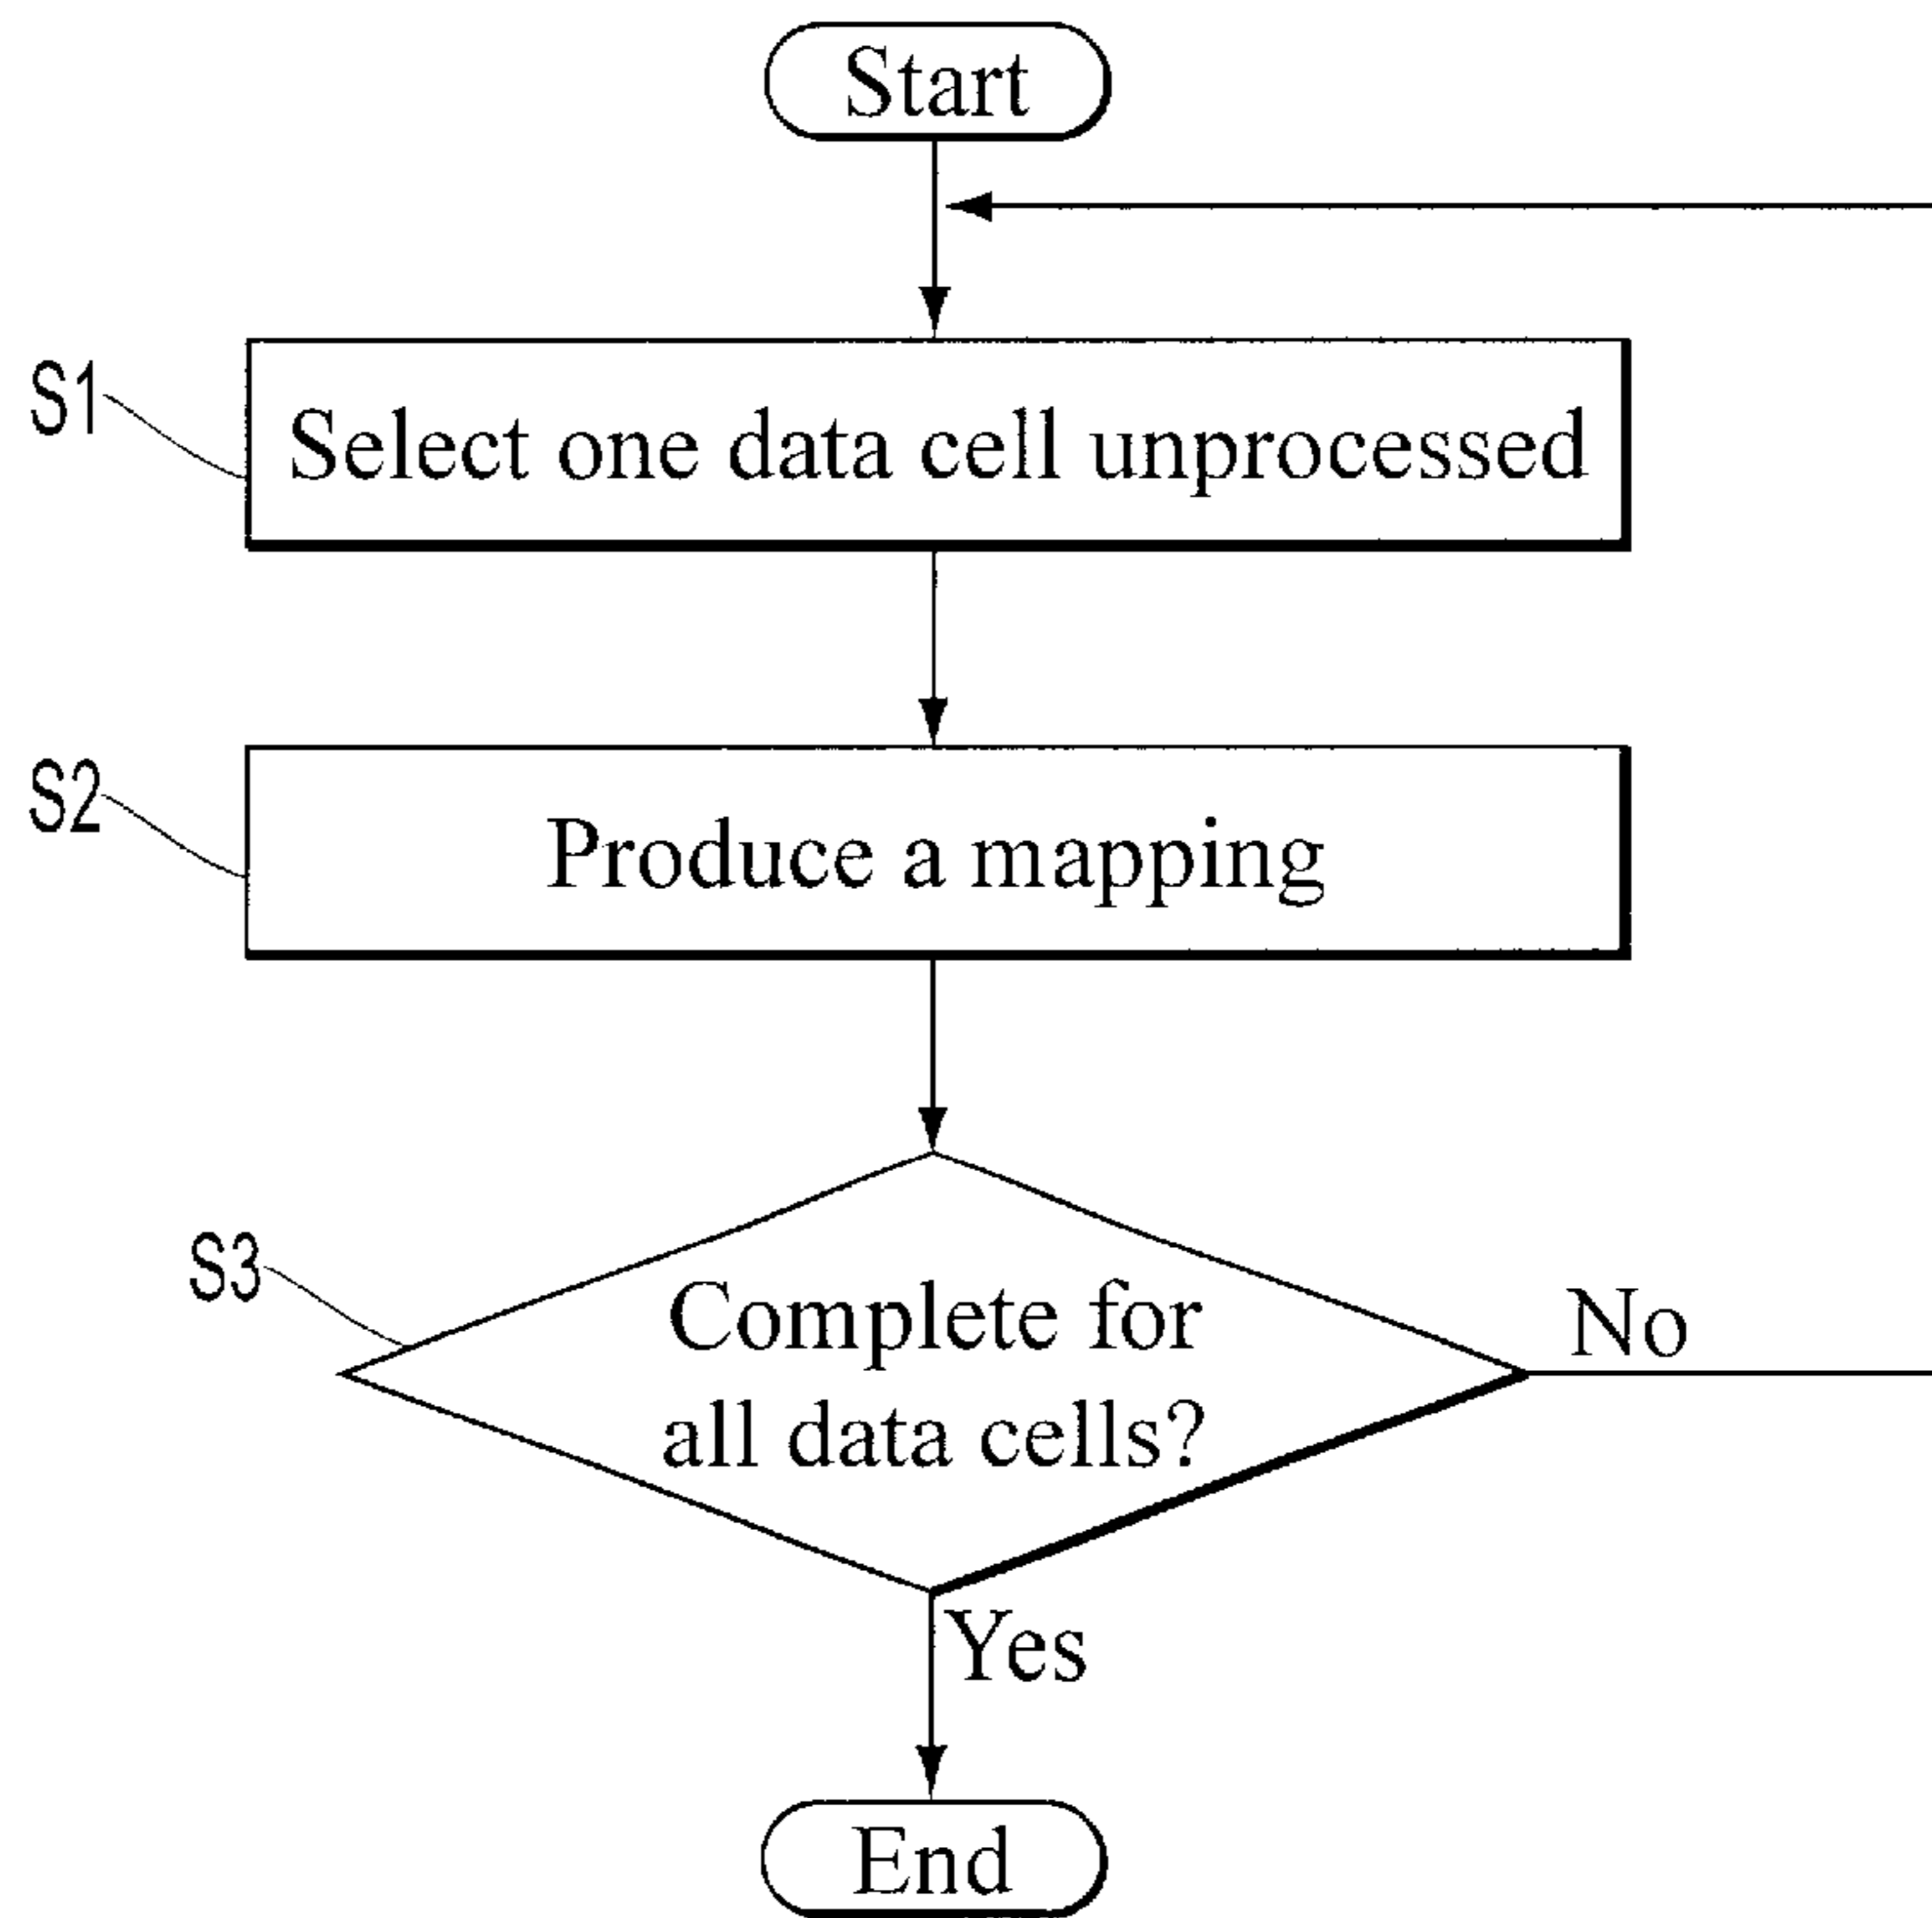 Start
S1
Select one data cell unprocessed
S2
Produce a mapping
S3
Complete for
all data cells?
No
Yes
End